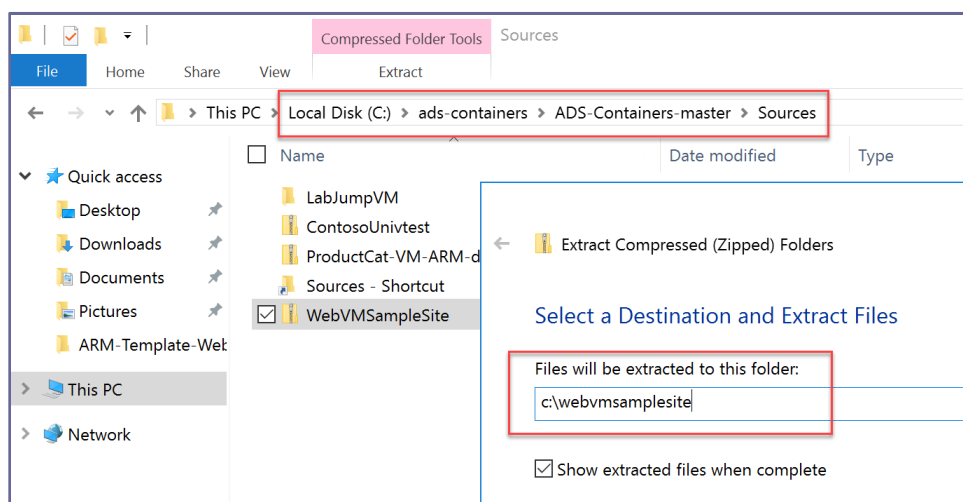 Compressed Folder Tools
Sources
File
Home
Share
View
Extract
This PC > Local Disk (C:) > ads-containers > ADS-Containers-master > Sources
Name
Date modified
Type
Quick access
Desktop
Downloads
Documents
Pictures
ARM-Template-Wel
This PC
Network
LabJumpVM
ContosoUnivtest
ProductCat-VM-ARM-d
Sources - Shortcut
WebVMSampleSite
Extract Compressed (Zipped) Folders
Select a Destination and Extract Files
Files will be extracted to this folder:
c:\webvmsamplesite
Show extracted files when complete